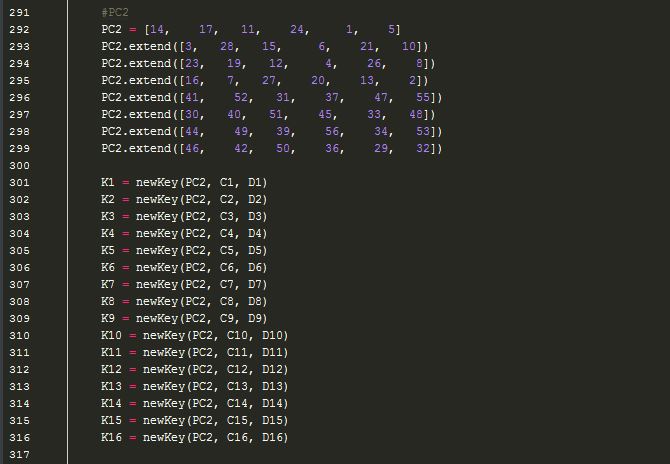 291 #PC2
292 PC2 = [14, 17, 11, 24, 1, 5]
293 PC2.extend([3, 28, 15, 6, 21, 10])
294 PC2.extend([23, 19, 12, 4, 26, 8])
295 PC2.extend([16, 7, 27, 20, 13, 2])
296 PC2.extend([41, 52, 31, 37, 47, 55])
297 PC2.extend([30, 40, 51, 45, 33, 48])
298 PC2.extend([44, 49, 39, 56, 34, 53])
299 PC2.extend([46, 42, 50, 36, 29, 32])
300
301 K1 = newKey(PC2, C1, D1)
302 K2 = newKey(PC2, C2, D2)
303 K3 = newKey(PC2, C3, D3)
304 K4 = newKey(PC2, C4, D4)
305 K5 = newKey(PC2, C5, D5)
306 K6 = newKey(PC2, C6, D6)
307 K7 = newKey(PC2, C7, D7)
308 K8 = newKey(PC2, C8, D8)
309 K9 = newKey(PC2, C9, D9)
310 K10 = newKey(PC2, C10, D10)
311 K11 = newKey(PC2, C11, D11)
312 K12 = newKey(PC2, C12, D12)
313 K13 = newKey(PC2, C13, D13)
314 K14 = newKey(PC2, C14, D14)
315 K15 = newKey(PC2, C15, D15)
316 K16 = newKey(PC2, C16, D16)
317